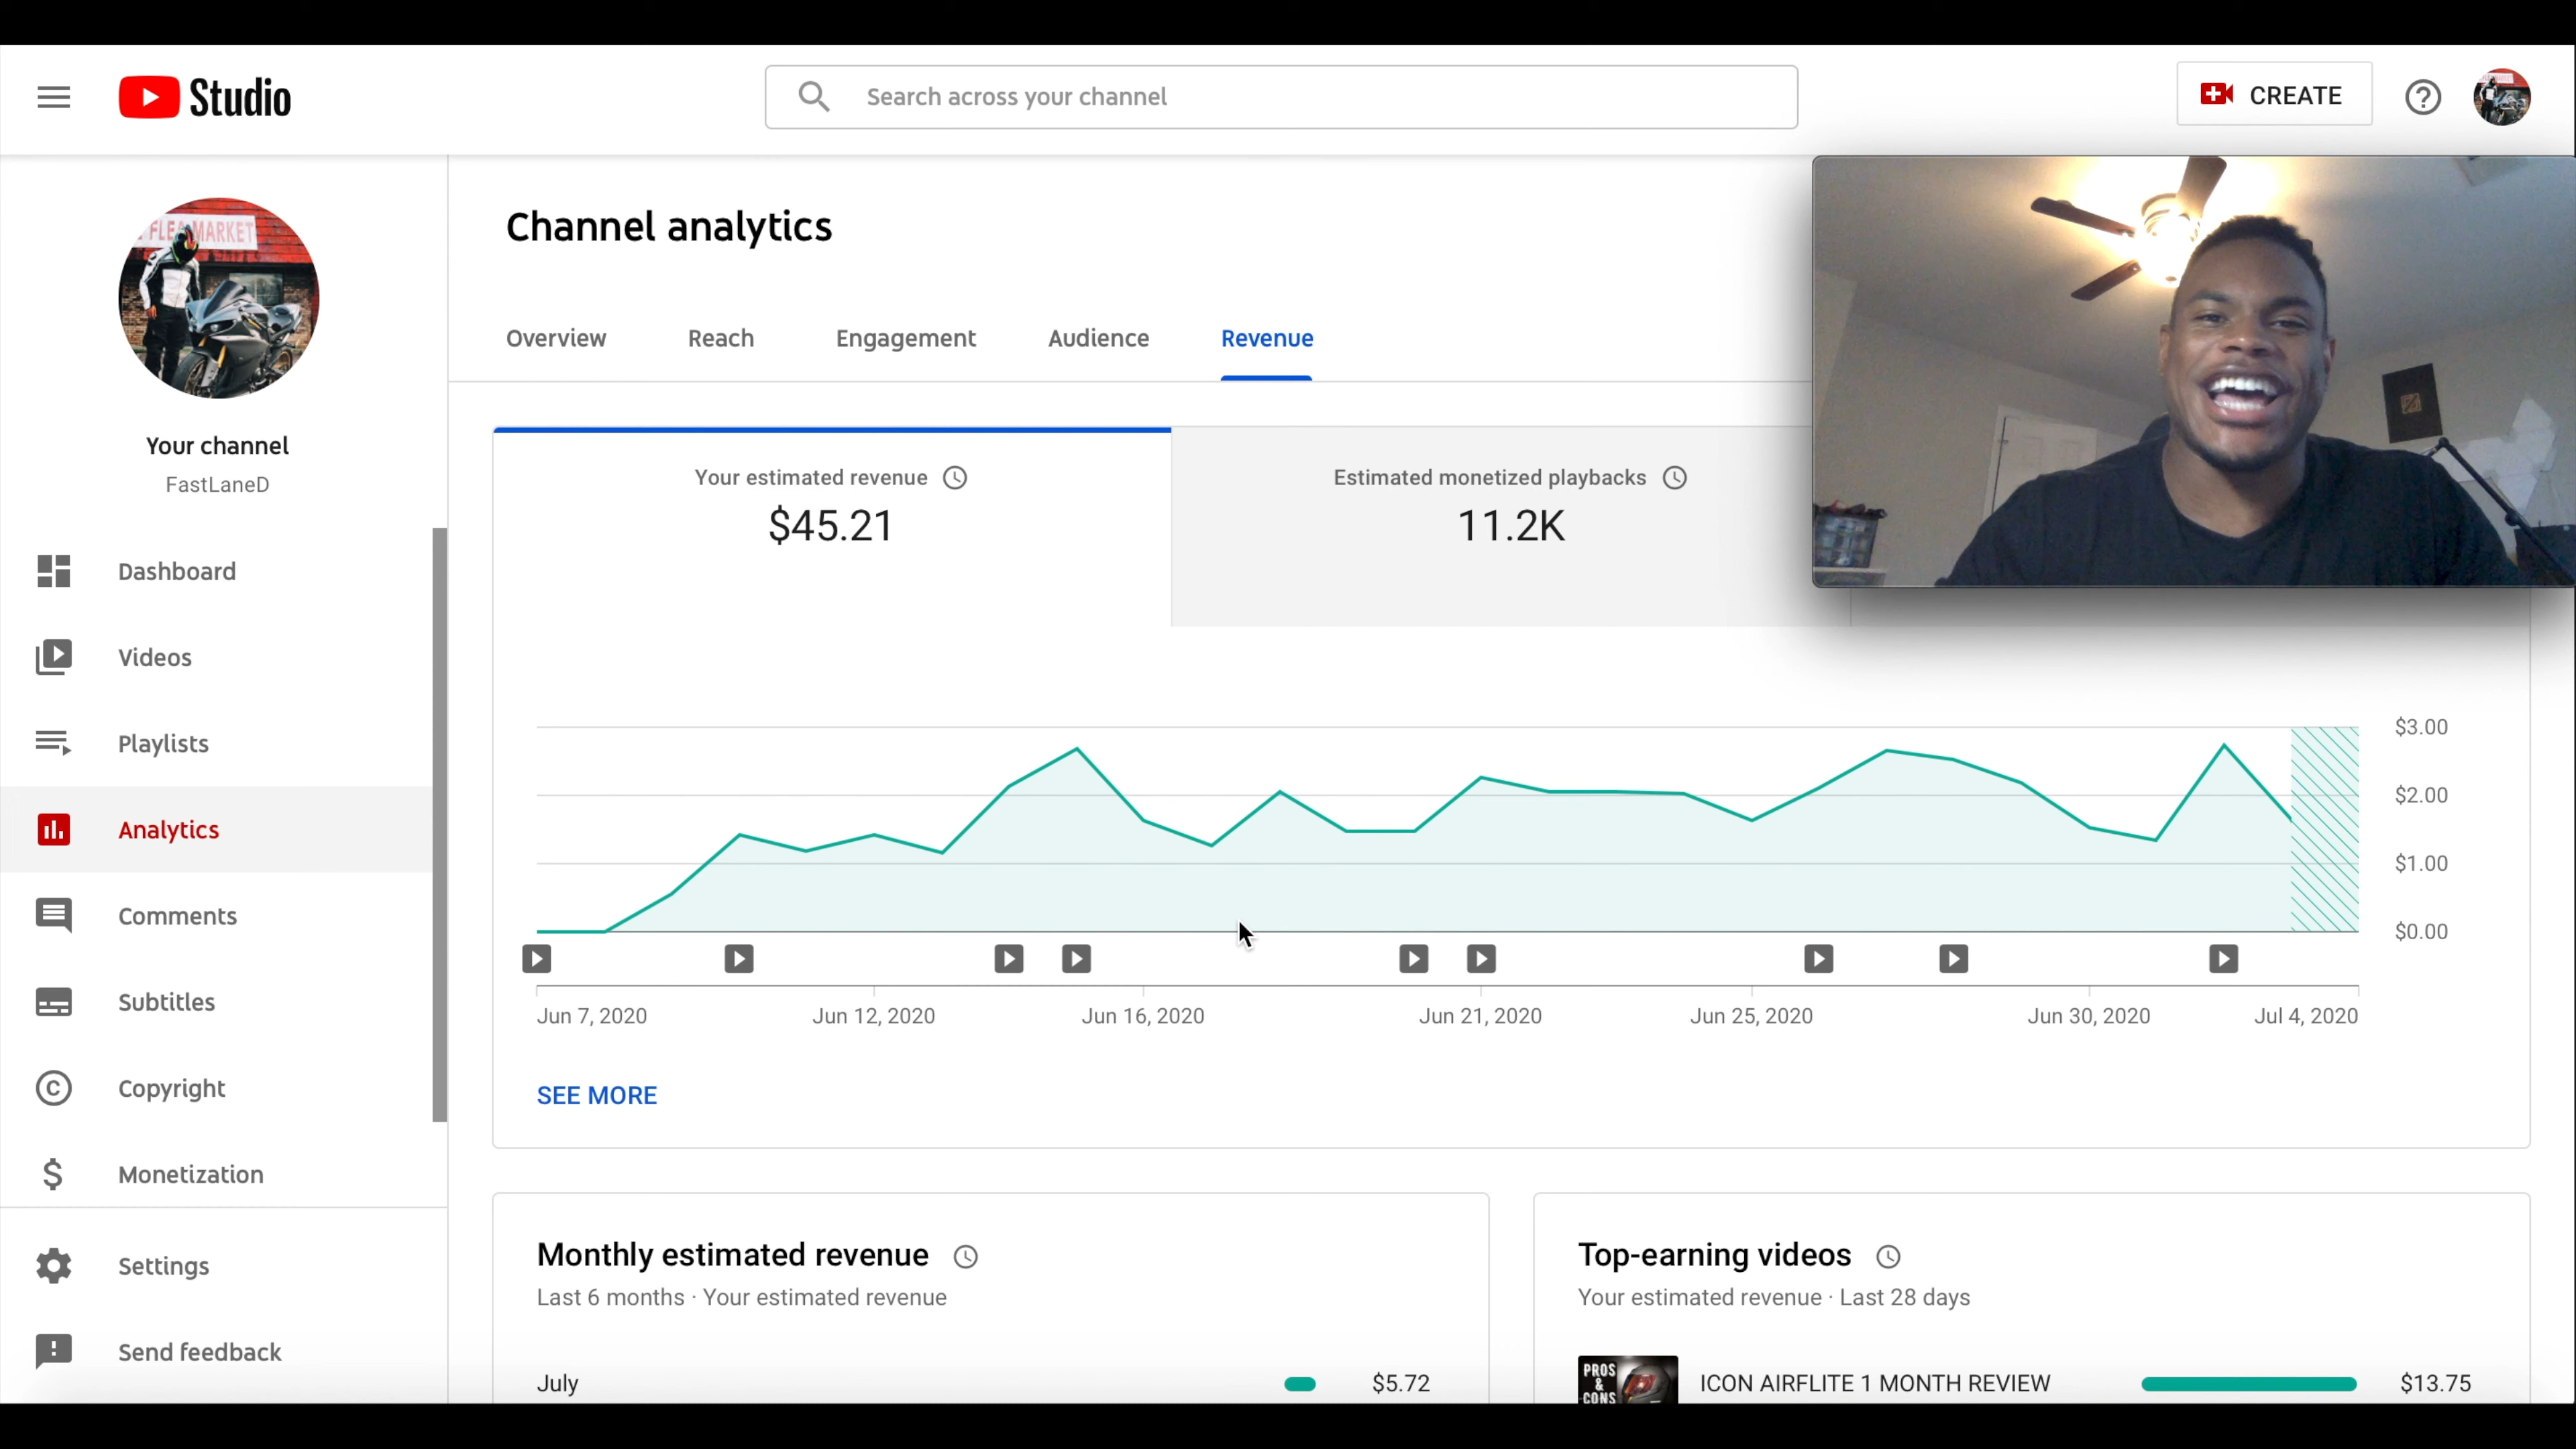 Studio
Search across your channel
CREATE
FLEA MARKET
Your channel
FastLaneD
Dashboard
Videos
Playlists
Analytics
Comments
Subtitles
Copyright
Monetization
Settings
Send feedback
Channel analytics
Overview Reach Engagement Audience Revenue
Your estimated revenue
$45.21
Estimated monetized playbacks
11.2K
$3.00
$2.00
$1.00
$0.00
Jun 7, 2020 Jun 12, 2020 Jun 16, 2020 Jun 21, 2020 Jun 25, 2020 Jun 30, 2020 Jul 4, 2020
SEE MORE
Monthly estimated revenue
Last 6 months · Your estimated revenue
July $5.72
Top-earning videos
Your estimated revenue · Last 28 days
PROS
&
CONS
ICON AIRFLITE 1 MONTH REVIEW $13.75